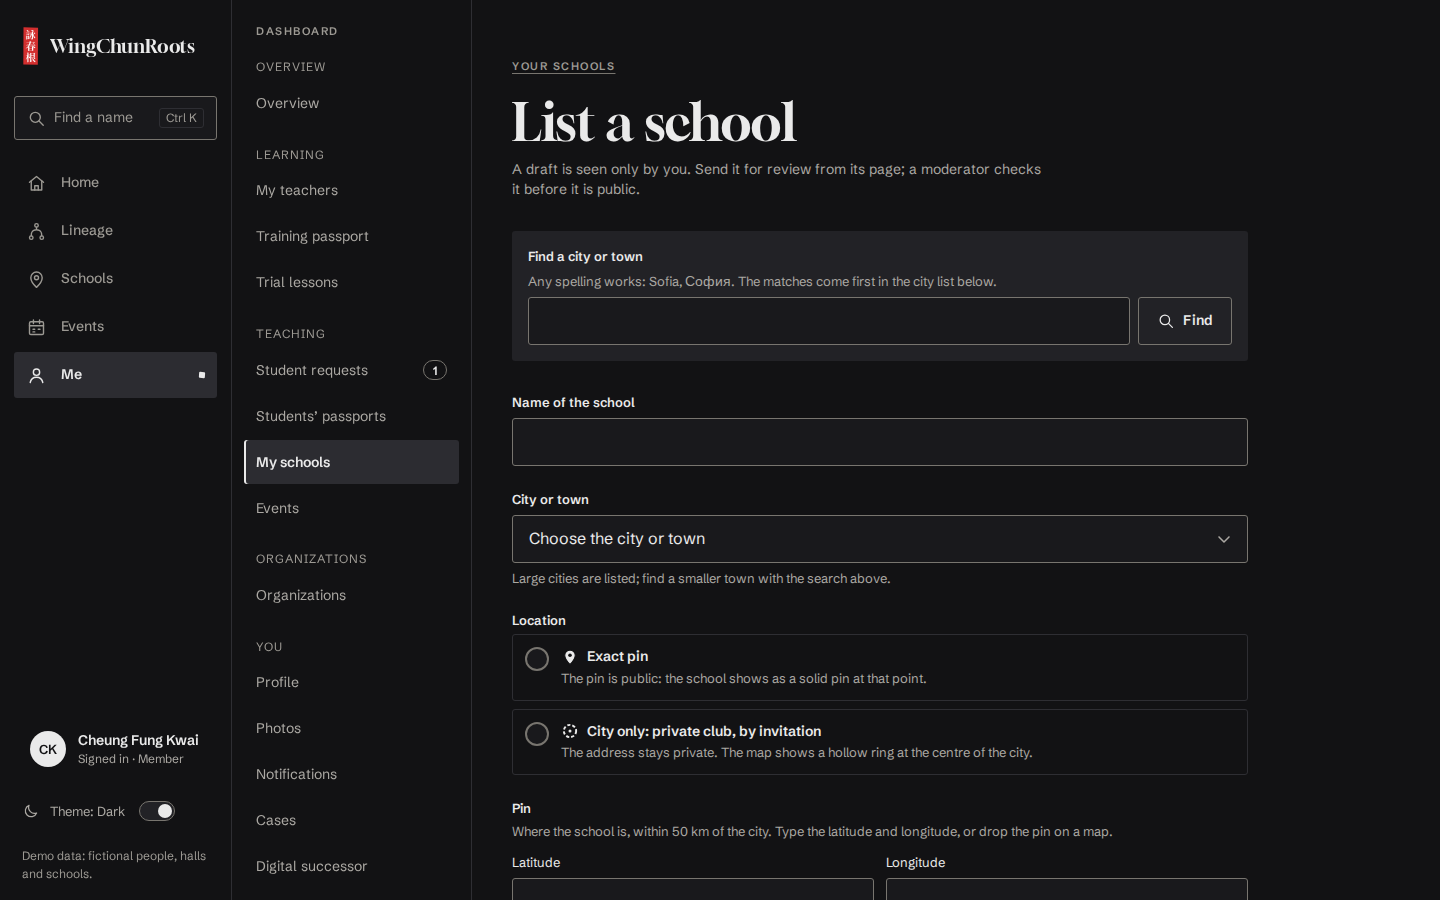 詠春根
WingChunRoots
Find a name
Ctrl K
Home
Lineage
Schools
Events
Me
CK
Cheung Fung Kwai
Signed in · Member
Theme: Dark
Demo data: fictional people, halls
and schools.
DASHBOARD
OVERVIEW
Overview
LEARNING
My teachers
Training passport
Trial lessons
TEACHING
Student requests
1
Students’ passports
My schools
Events
ORGANIZATIONS
Organizations
YOU
Profile
Photos
Notifications
Cases
Digital successor
YOUR SCHOOLS
List a school
A draft is seen only by you. Send it for review from its page; a moderator checks
it before it is public.
Find a city or town
Any spelling works: Sofia, София. The matches come first in the city list below.
Find
Name of the school
City or town
Choose the city or town
Large cities are listed; find a smaller town with the search above.
Location
Exact pin
The pin is public: the school shows as a solid pin at that point.
City only: private club, by invitation
The address stays private. The map shows a hollow ring at the centre of the city.
Pin
Where the school is, within 50 km of the city. Type the latitude and longitude, or drop the pin on a map.
Latitude
Longitude